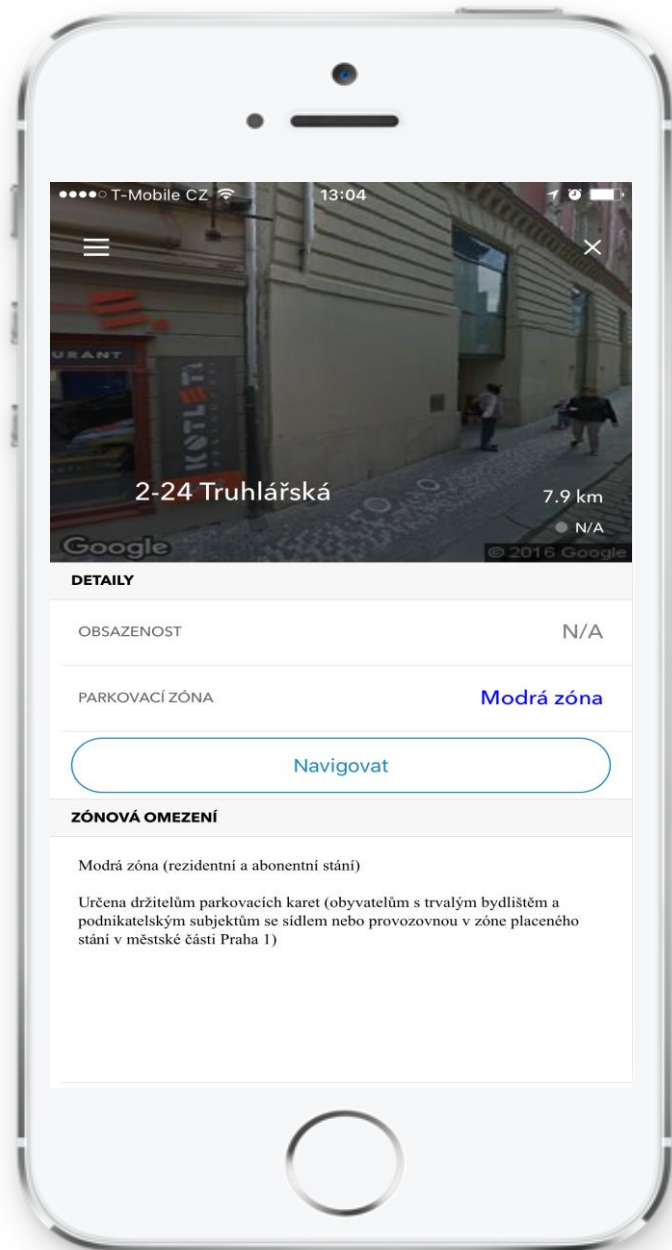 T-Mobile CZ 13:04
URANT
KOTLETA
2-24 Truhlářská
7.9 km
N/A
Google
© 2016 Google
DETAILY
OBSAZENOST N/A
PARKOVACÍ ZÓNA Modrá zóna
Navigovat
ZÓNOVÁ OMEZENÍ
Modrá zóna (rezidentní a abonentní stání)
Určena držitelům parkovacích karet (obyvatelům s trvalým bydlištěm a
podnikatelským subjektům se sídlem nebo provozovnou v zóne placeného
stání v městské části Praha 1)